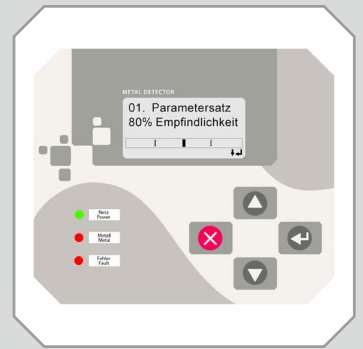 METAL DETECTOR
01. Parametersatz
80% Empfindlichkeit
Netz
Power
Metall
Metal
Fehler
Fault